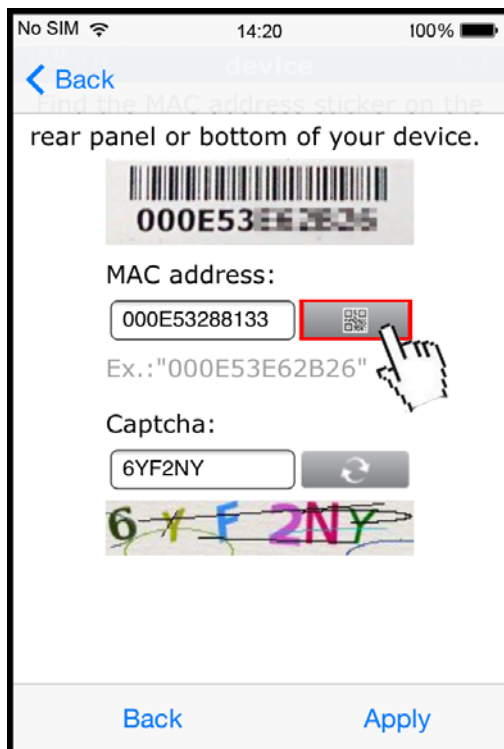 No SIM 14:20 100%
device
Back
Find the MAC address sticker on the
rear panel or bottom of your device.
000E53
MAC address:
000E53288133
Ex.:"000E53E62B26"
Captcha:
6YF2NY
6YF2NY
Back Apply